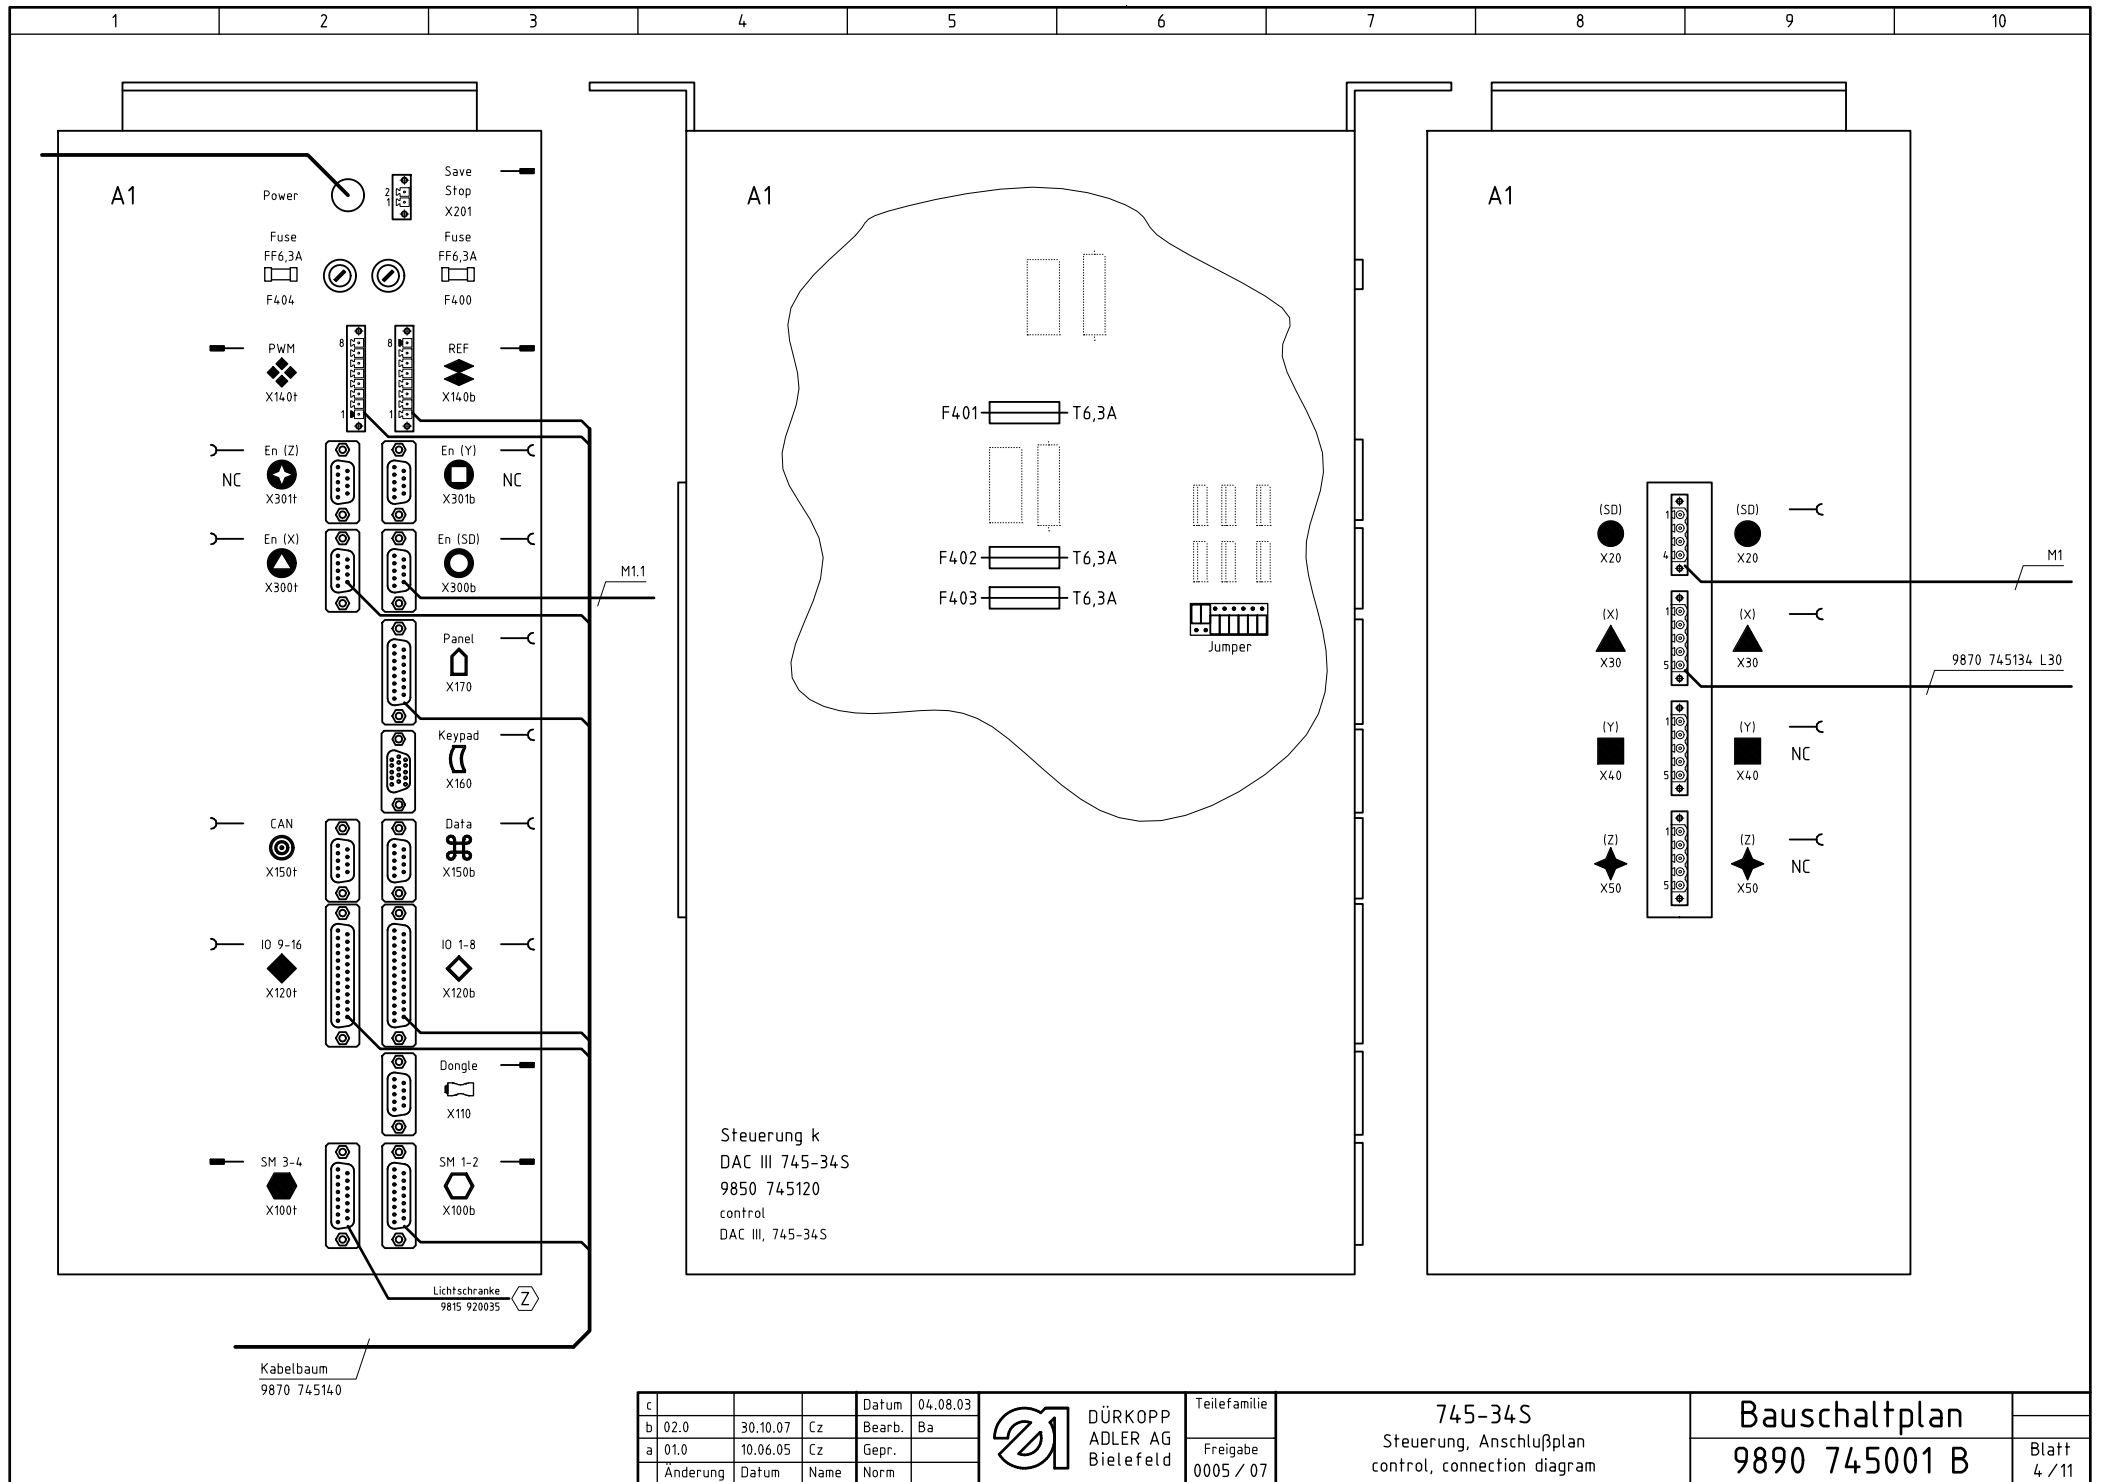 1 2 3 4 5 6 7 8 9 10
A1
Power
2
1
Save
Stop
X201
Fuse
FF6,3A
F404
Fuse
FF6,3A
F400
PWM
X140t
8
1
8
1
REF
X140b
En (Z)
NC
X301t
En (Y)
NC
X301b
En (X)
X300t
En (SD)
X300b
M1.1
Panel
X170
Keypad
X160
CAN
X150t
Data
X150b
IO 9-16
X120t
IO 1-8
X120b
Dongle
X110
SM 3-4
X100t
SM 1-2
X100b
Lichtschranke
9815 920035
Z
Kabelbaum
9870 745140
A1
F401 T6,3A
F402 T6,3A
F403 T6,3A
Jumper
Steuerung k
DAC III 745-34S
9850 745120
control
DAC III, 745-34S
A1
(SD)
X20
1
4
(SD)
X20
M1
(X)
X30
1
5
(X)
X30
9870 745134 L30
(Y)
X40
1
5
(Y)
NC
X40
(Z)
X50
1
5
(Z)
NC
X50
c Datum 04.08.03
b 02.0 30.10.07 Cz Bearb. Ba
a 01.0 10.06.05 Cz Gepr.
Änderung Datum Name Norm
DÜRKOPP
ADLER AG
Bielefeld
Teilefamilie
Freigabe
0005 / 07
745-34S
Steuerung, Anschlußplan
control, connection diagram
Bauschaltplan
9890 745001 B
Blatt
4 / 11